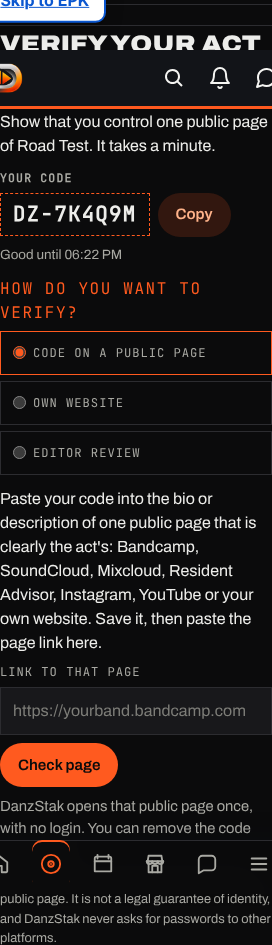 Skip to EPK
VERIFY YOUR ACT
Show that you control one public page
of Road Test. It takes a minute.
YOUR CODE
DZ-7K4Q9M
Copy
Good until 06:22 PM
HOW DO YOU WANT TO
VERIFY?
CODE ON A PUBLIC PAGE
OWN WEBSITE
EDITOR REVIEW
Paste your code into the bio or
description of one public page that is
clearly the act's: Bandcamp,
SoundCloud, Mixcloud, Resident
Advisor, Instagram, YouTube or your
own website. Save it, then paste the
page link here.
LINK TO THAT PAGE
https://yourband.bandcamp.com
Check page
DanzStak opens that public page once,
with no login. You can remove the code
public page. It is not a legal guarantee of identity,
and DanzStak never asks for passwords to other
platforms.